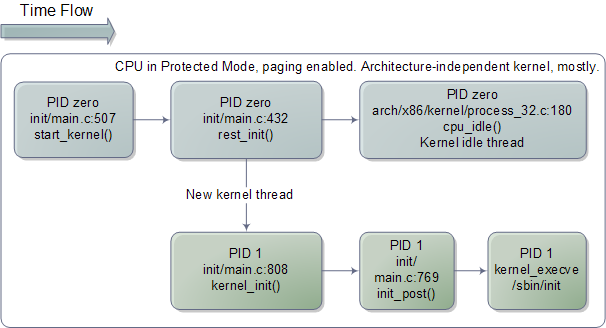 Time Flow
CPU in Protected Mode, paging enabled. Architecture-independent kernel, mostly.
PID zero
init/main.c:507
start_kernel()
PID zero
init/main.c:432
rest_init()
PID zero
arch/x86/kernel/process_32.c:180
cpu_idle()
Kernel idle thread
New kernel thread
PID 1
init/main.c:808
kernel_init()
PID 1
init/
main.c:769
init_post()
PID 1
kernel_execve
/sbin/init